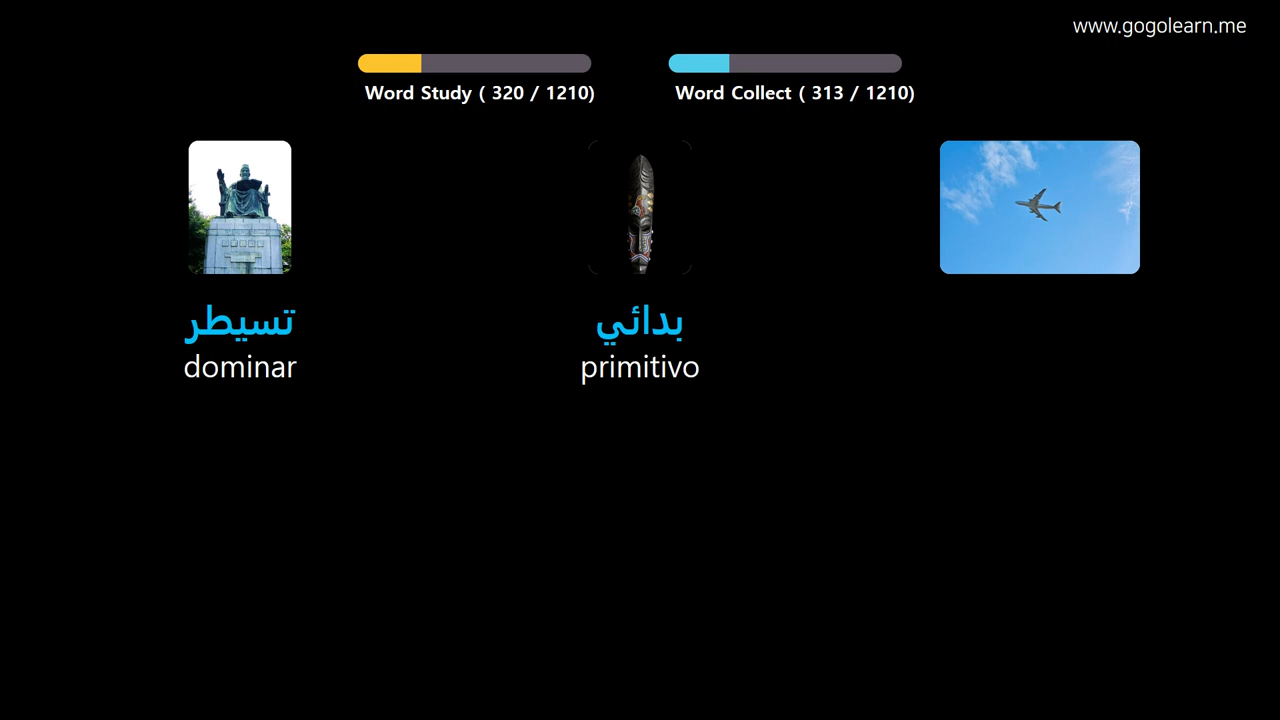 www.gogolearn.me
Word Study ( 320 / 1210)
Word Collect ( 313 / 1210)
تسيطر
dominar
بدائي
primitivo